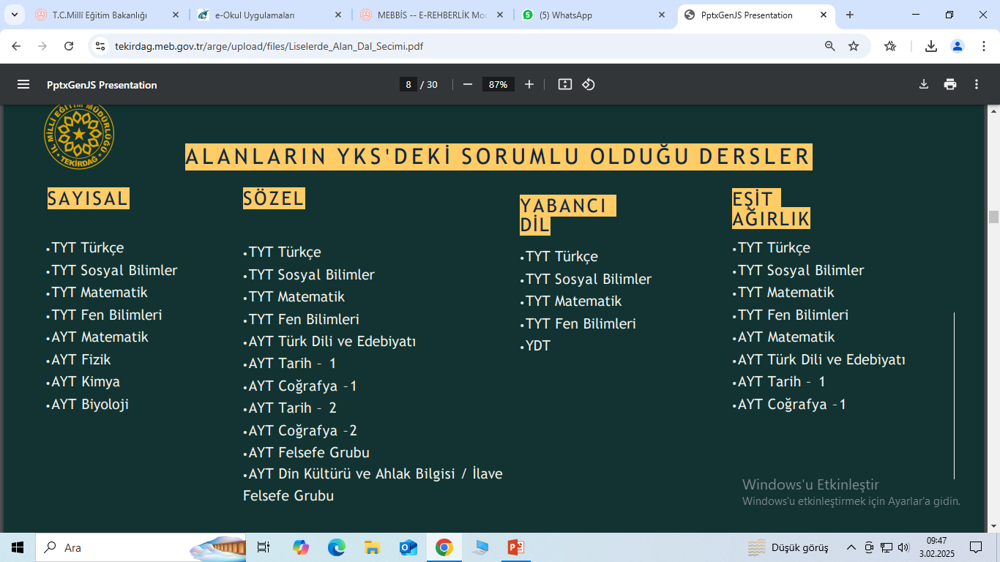 T.C.Millî Eğitim Bakanlığı
e-Okul Uygulamaları
MEBBİS -- E-REHBERLİK Mod
(5) WhatsApp
PptxGenJS Presentation
tekirdag.meb.gov.tr/arge/upload/files/Liselerde_Alan_Dal_Secimi.pdf
PptxGenJS Presentation
8 / 30
87%
İL MİLLİ EĞİTİM MÜDÜRLÜĞÜ
TEKİRDAĞ
ALANLARIN YKS'DEKİ SORUMLU OLDUĞU DERSLER
SAYISAL
•TYT Türkçe
•TYT Sosyal Bilimler
•TYT Matematik
•TYT Fen Bilimleri
•AYT Matematik
•AYT Fizik
•AYT Kimya
•AYT Biyoloji
SÖZEL
•TYT Türkçe
•TYT Sosyal Bilimler
•TYT Matematik
•TYT Fen Bilimleri
•AYT Türk Dili ve Edebiyatı
•AYT Tarih - 1
•AYT Coğrafya -1
•AYT Tarih - 2
•AYT Coğrafya -2
•AYT Felsefe Grubu
•AYT Din Kültürü ve Ahlak Bilgisi / İlave
Felsefe Grubu
YABANCI
DİL
•TYT Türkçe
•TYT Sosyal Bilimler
•TYT Matematik
•TYT Fen Bilimleri
•YDT
EŞİT
AĞIRLIK
•TYT Türkçe
•TYT Sosyal Bilimler
•TYT Matematik
•TYT Fen Bilimleri
•AYT Matematik
•AYT Türk Dili ve Edebiyatı
•AYT Tarih - 1
•AYT Coğrafya -1
Windows'u Etkinleştir
Windows'u etkinleştirmek için Ayarlar'a gidin.
Ara
Düşük görüş
09:47
3.02.2025